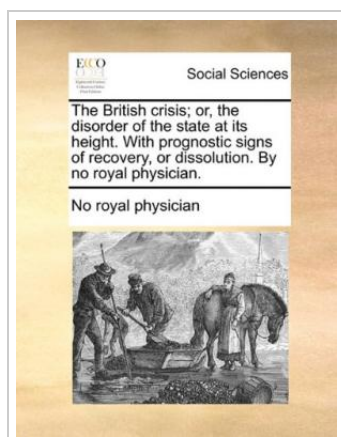 ECCO
Social Sciences
The British crisis; or, the
disorder of the state at its
height. With prognostic signs
of recovery, or dissolution. By
no royal physician.
No royal physician